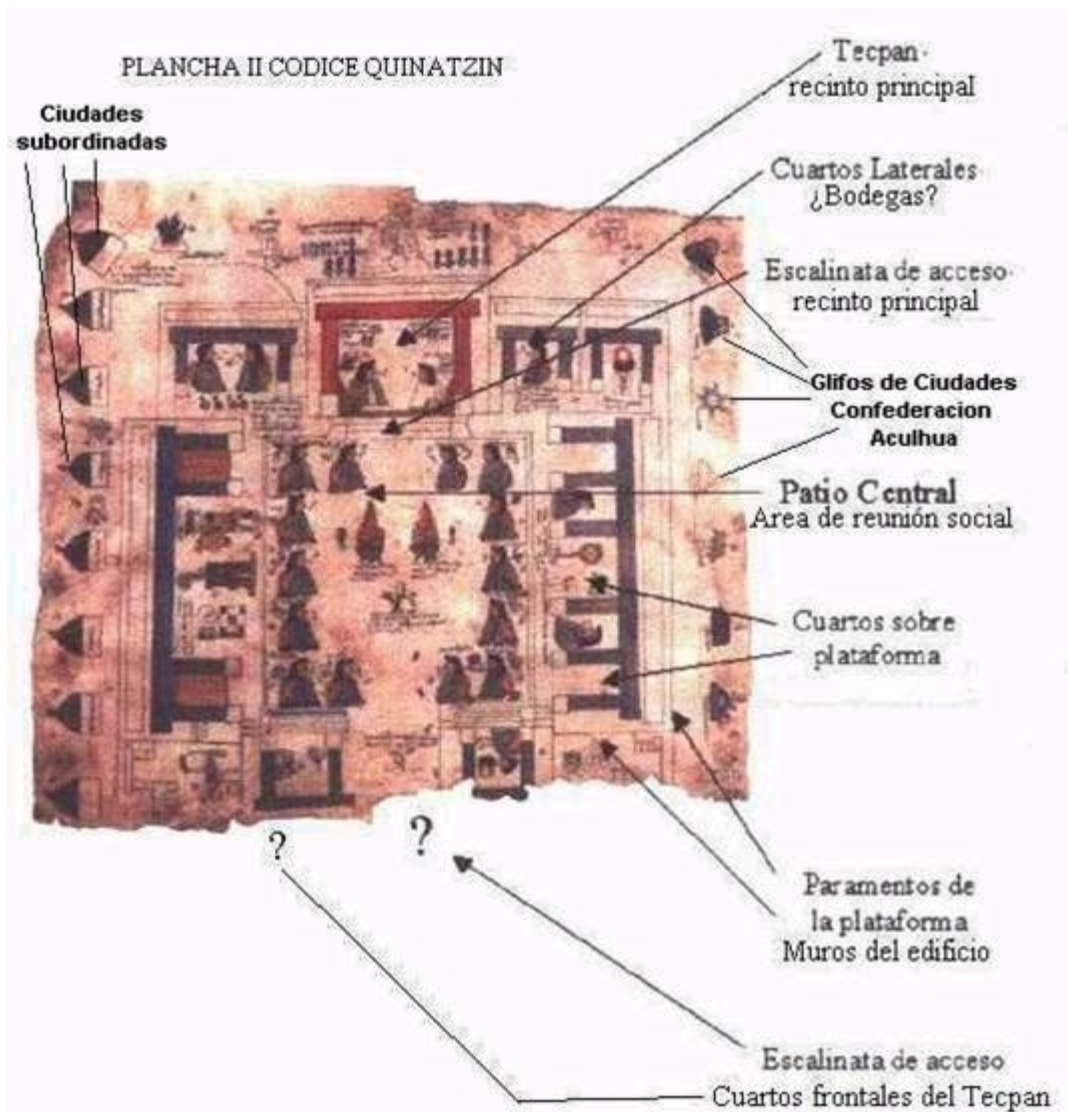 PLANCHA II CODICE QUINATZIN
Ciudades
subordinadas
Tecpan
recinto principal
Cuartos Laterales
¿Bodegas?
Escalinata de acceso
recinto principal
Glifos de Ciudades
Confederacion
Aculhua
Patio Central
Area de reunión social
Cuartos sobre
plataforma
?
?
Paramentos de
la plataforma
Muros del edificio
Escalinata de acceso
Cuartos frontales del Tecpan